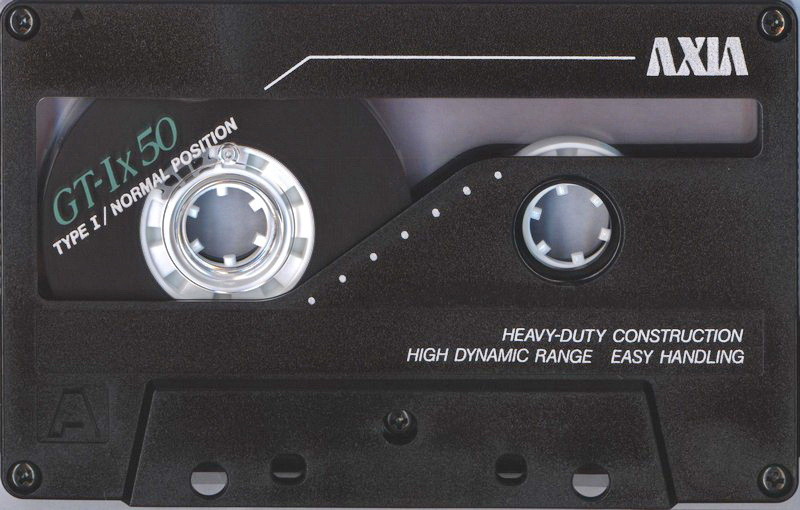 AXIA
GT-Ix 50
TYPE I / NORMAL POSITION
HEAVY-DUTY CONSTRUCTION
HIGH DYNAMIC RANGE EASY HANDLING
A